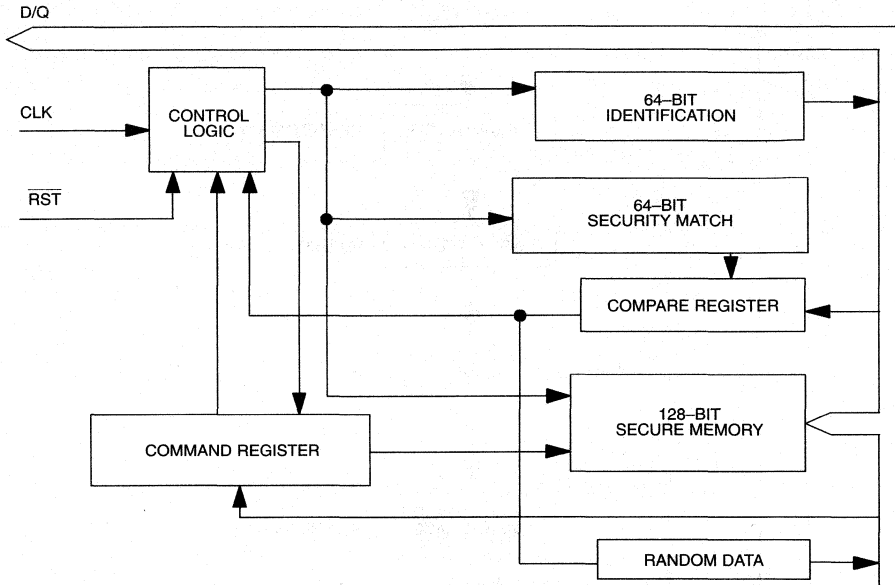 D/Q
CLK
RST
CONTROL
LOGIC
64–BIT
IDENTIFICATION
64–BIT
SECURITY MATCH
COMPARE REGISTER
128–BIT
SECURE MEMORY
COMMAND REGISTER
RANDOM DATA